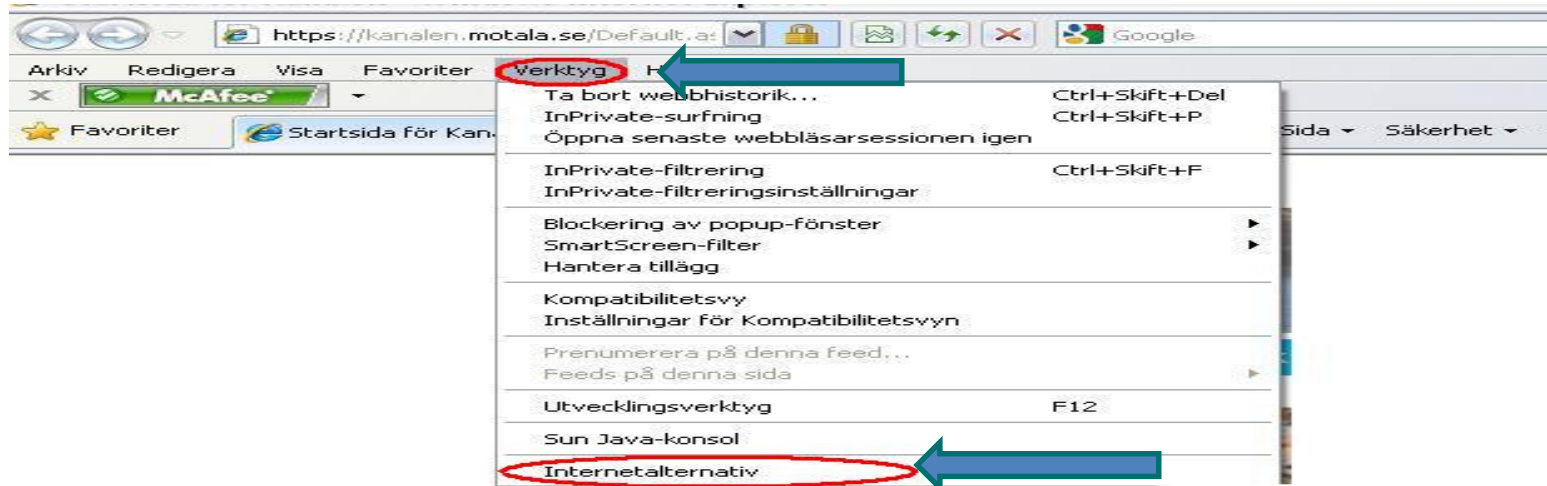 https://kanalen.motala.se/Default.as
Google
Arkiv Redigera Visa Favoriter Verktyg H
McAfee
Favoriter Startsida för Kan
Sida Säkerhet
Ta bort webbhistorik... Ctrl+Skift+Del
InPrivate-surfning Ctrl+Skift+P
Öppna senaste webbläsarsessionen igen
InPrivate-filtrering Ctrl+Skift+F
InPrivate-filtreringsinställningar
Blockering av popup-fönster
SmartScreen-filter
Hantera tillägg
Kompatibilitetsvy
Inställningar för Kompatibilitetsvyn
Prenumerera på denna feed...
Feeds på denna sida
Utvecklingsverktyg F12
Sun Java-konsol
Internetalternativ